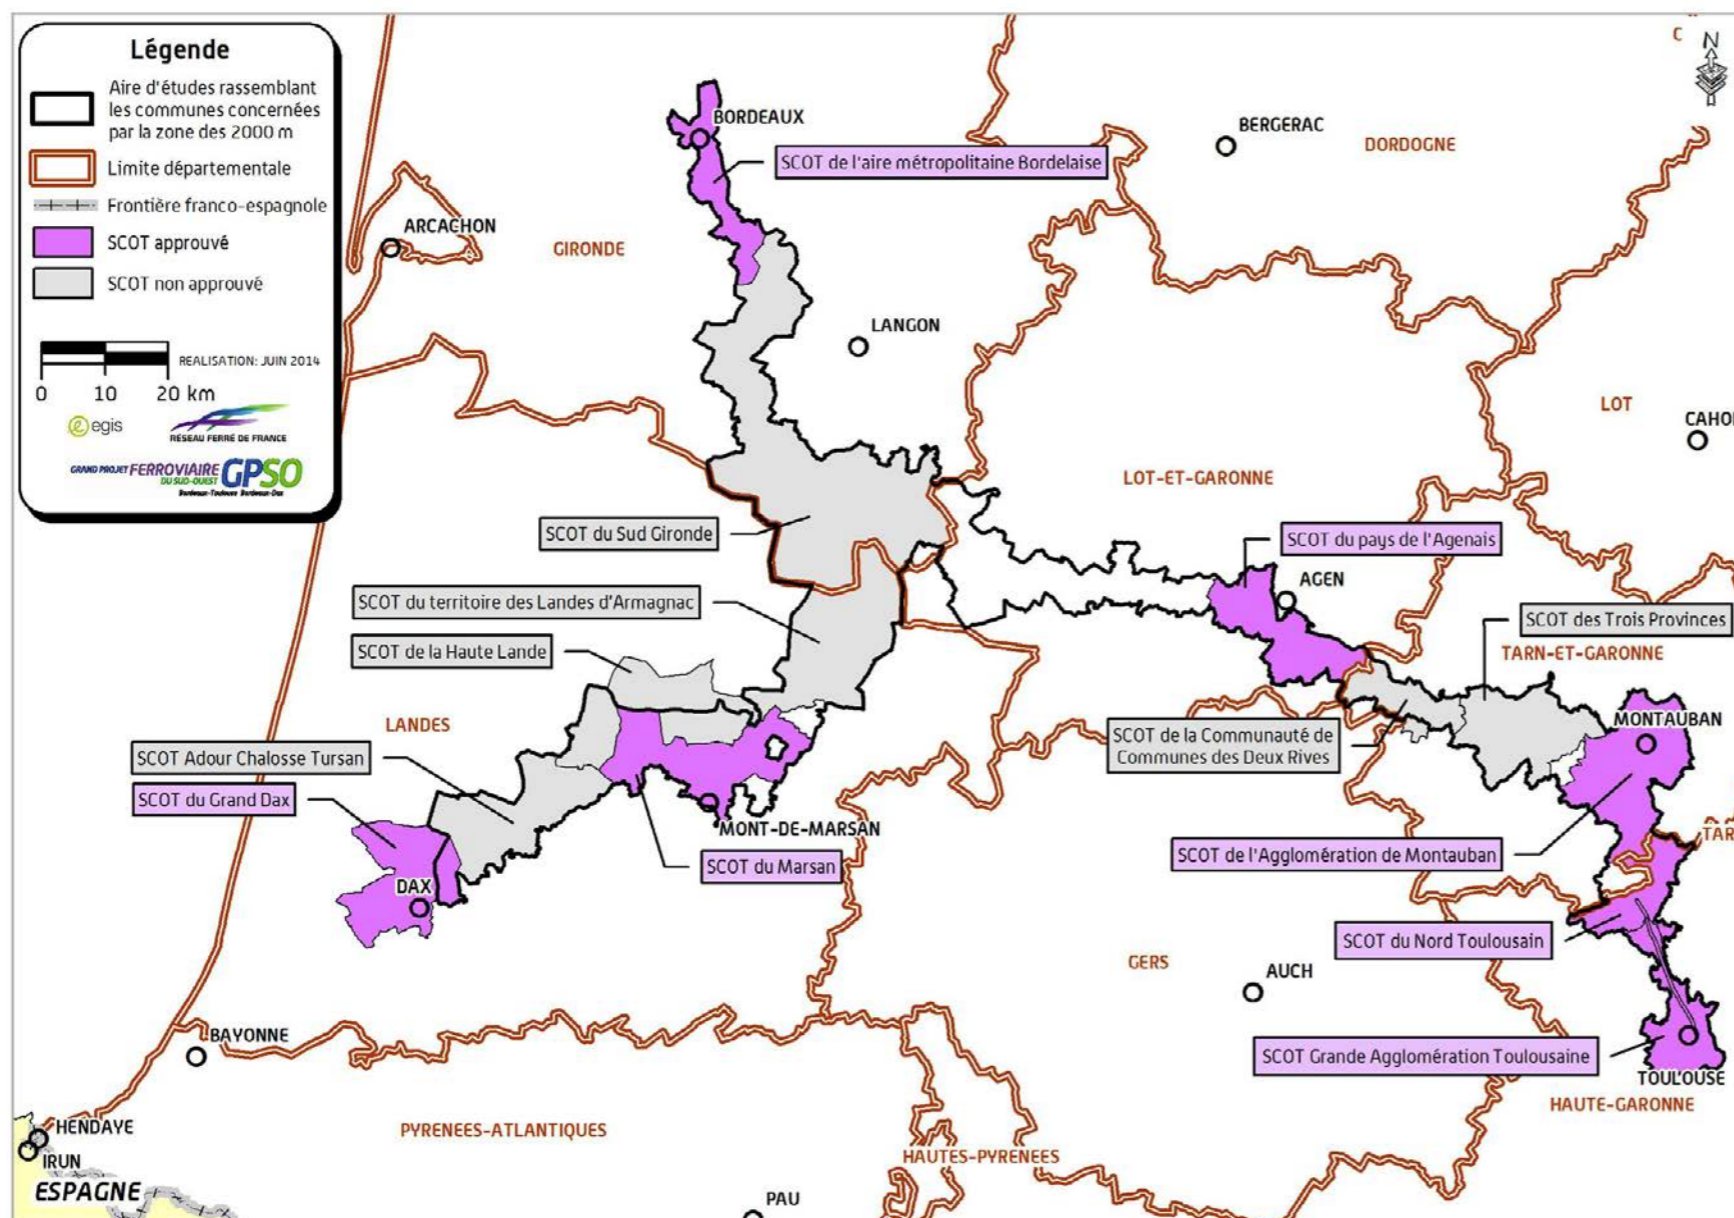 Légende
Aire d'études rassemblant
les communes concernées
par la zone des 2000 m
Limite départementale
Frontière franco-espagnole
SCOT approuvé
SCOT non approuvé
REALISATION: JUIN 2014
0 10 20 km
egis
RÉSEAU FERRÉ DE FRANCE
GRAND PROJET FERROVIAIRE GPSO
DU SUD-OUEST
Bordeaux-Toulouse Bordeaux-Dax
C
N
BORDEAUX
BERGERAC
DORDOGNE
SCOT de l'aire métropolitaine Bordelaise
ARCACHON
GIRONDE
LANGON
LOT
CAHO
LOT-ET-GARONNE
SCOT du Sud Gironde
SCOT du pays de l'Agenais
AGEN
SCOT du territoire des Landes d'Armagnac
SCOT des Trois Provinces
SCOT de la Haute Lande
TARN-ET-GARONNE
LANDES
MONTAUBAN
SCOT de la Communauté de
Communes des Deux Rives
SCOT Adour Chalosse Tursan
SCOT du Grand Dax
MONT-DE-MARSAN
TAR
SCOT du Marsan
SCOT de l'Agglomération de Montauban
DAX
SCOT du Nord Toulousain
GERS
AUCH
BAYONNE
SCOT Grande Agglomération Toulousaine
TOULOUSE
HAUTE-GARONNE
HENDAYE
PYRENEES-ATLANTIQUES
HAUTES-PYRENEES
IRUN
ESPAGNE
PAU